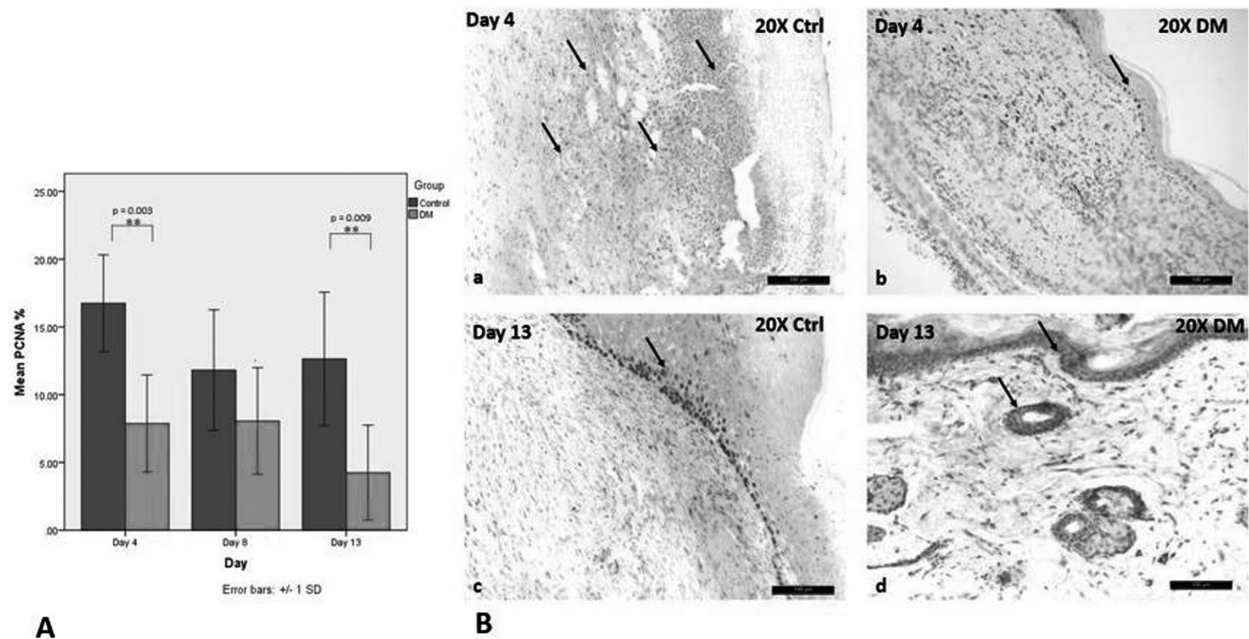 Group
Control
DM
25.00
20.00
15.00
10.00
5.00
.00
Mean PCNA %
p = 0.003
**
p = 0.009
**
Day 4
Day 8
Day 13
Day
Error bars: +/- 1 SD
A
Day 4
20X Ctrl
a
Day 4
20X DM
b
Day 13
20X Ctrl
c
Day 13
20X DM
d
B